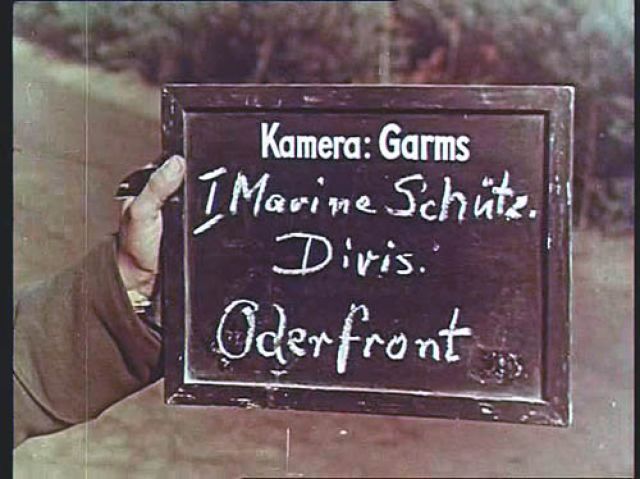 Kamera: Garms
I Marine Schütz.
Divis.
Oderfront